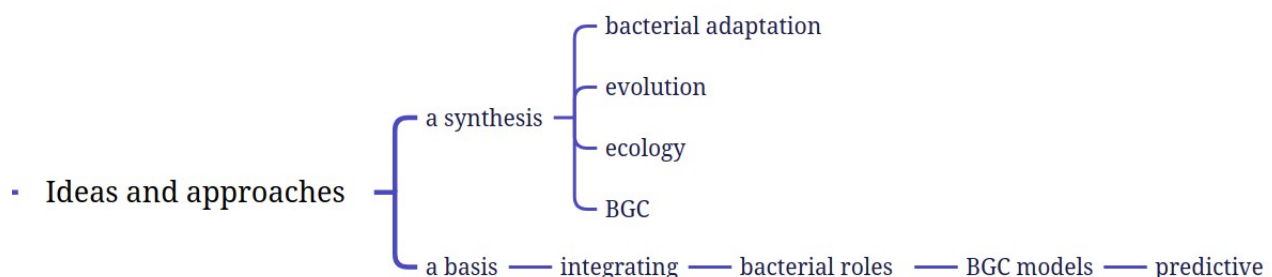 Ideas and approaches
a synthesis
bacterial adaptation
evolution
ecology
BGC
a basis
integrating
bacterial roles
BGC models
predictive